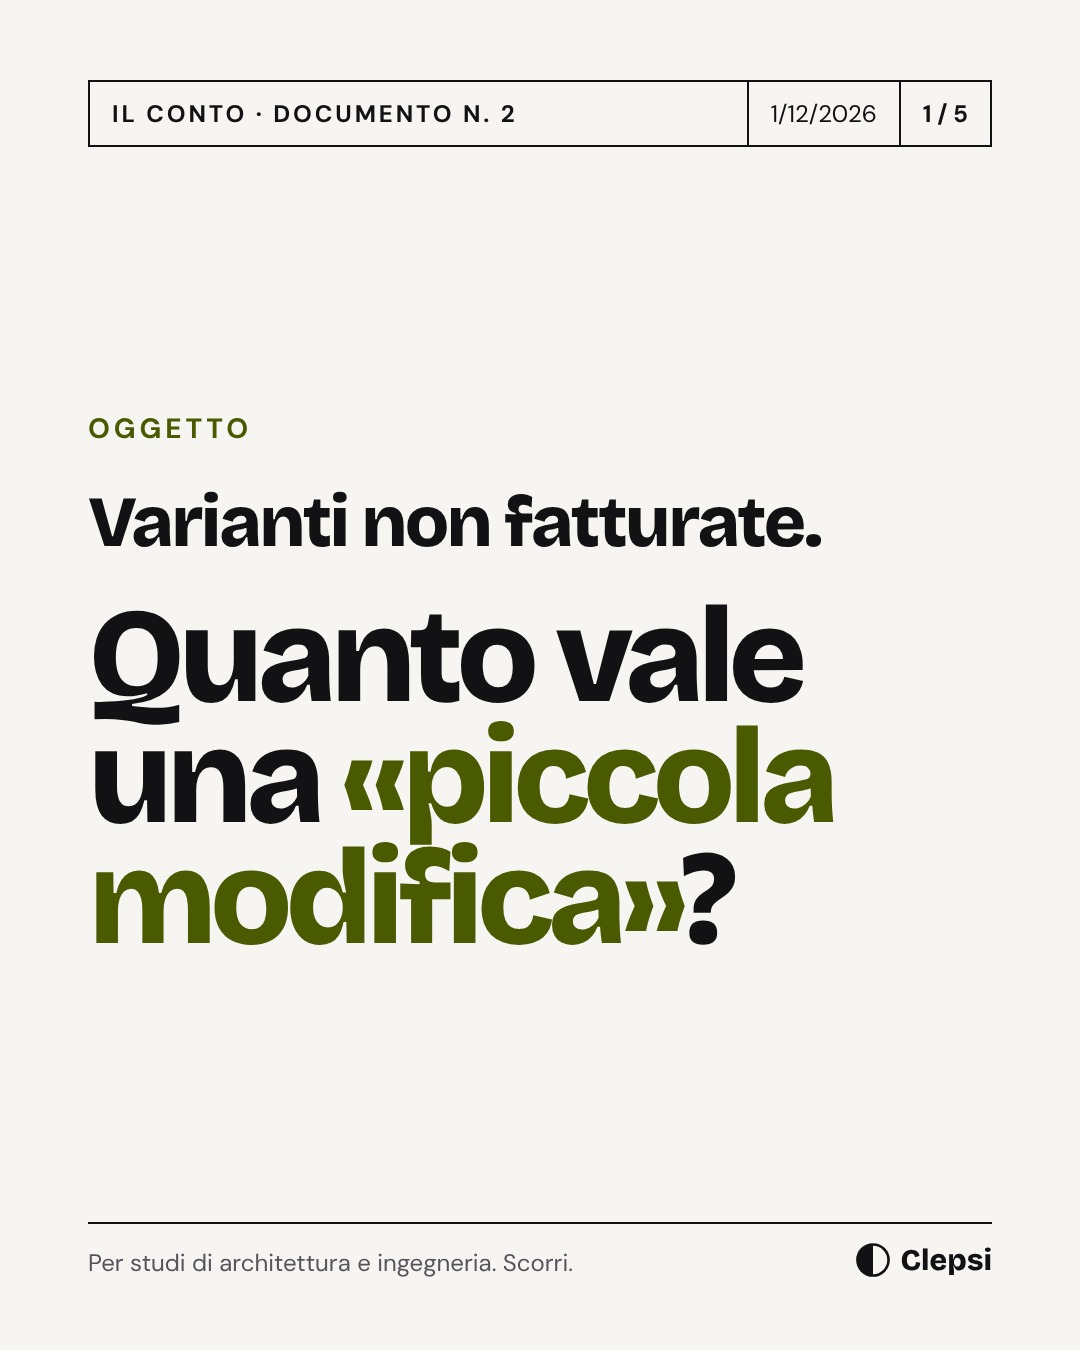 IL CONTO · DOCUMENTO N. 2
1/12/2026
1 / 5
OGGETTO
Varianti non fatturate.
Quanto vale
una «piccola
modifica»?
Per studi di architettura e ingegneria. Scorri.
Clepsi